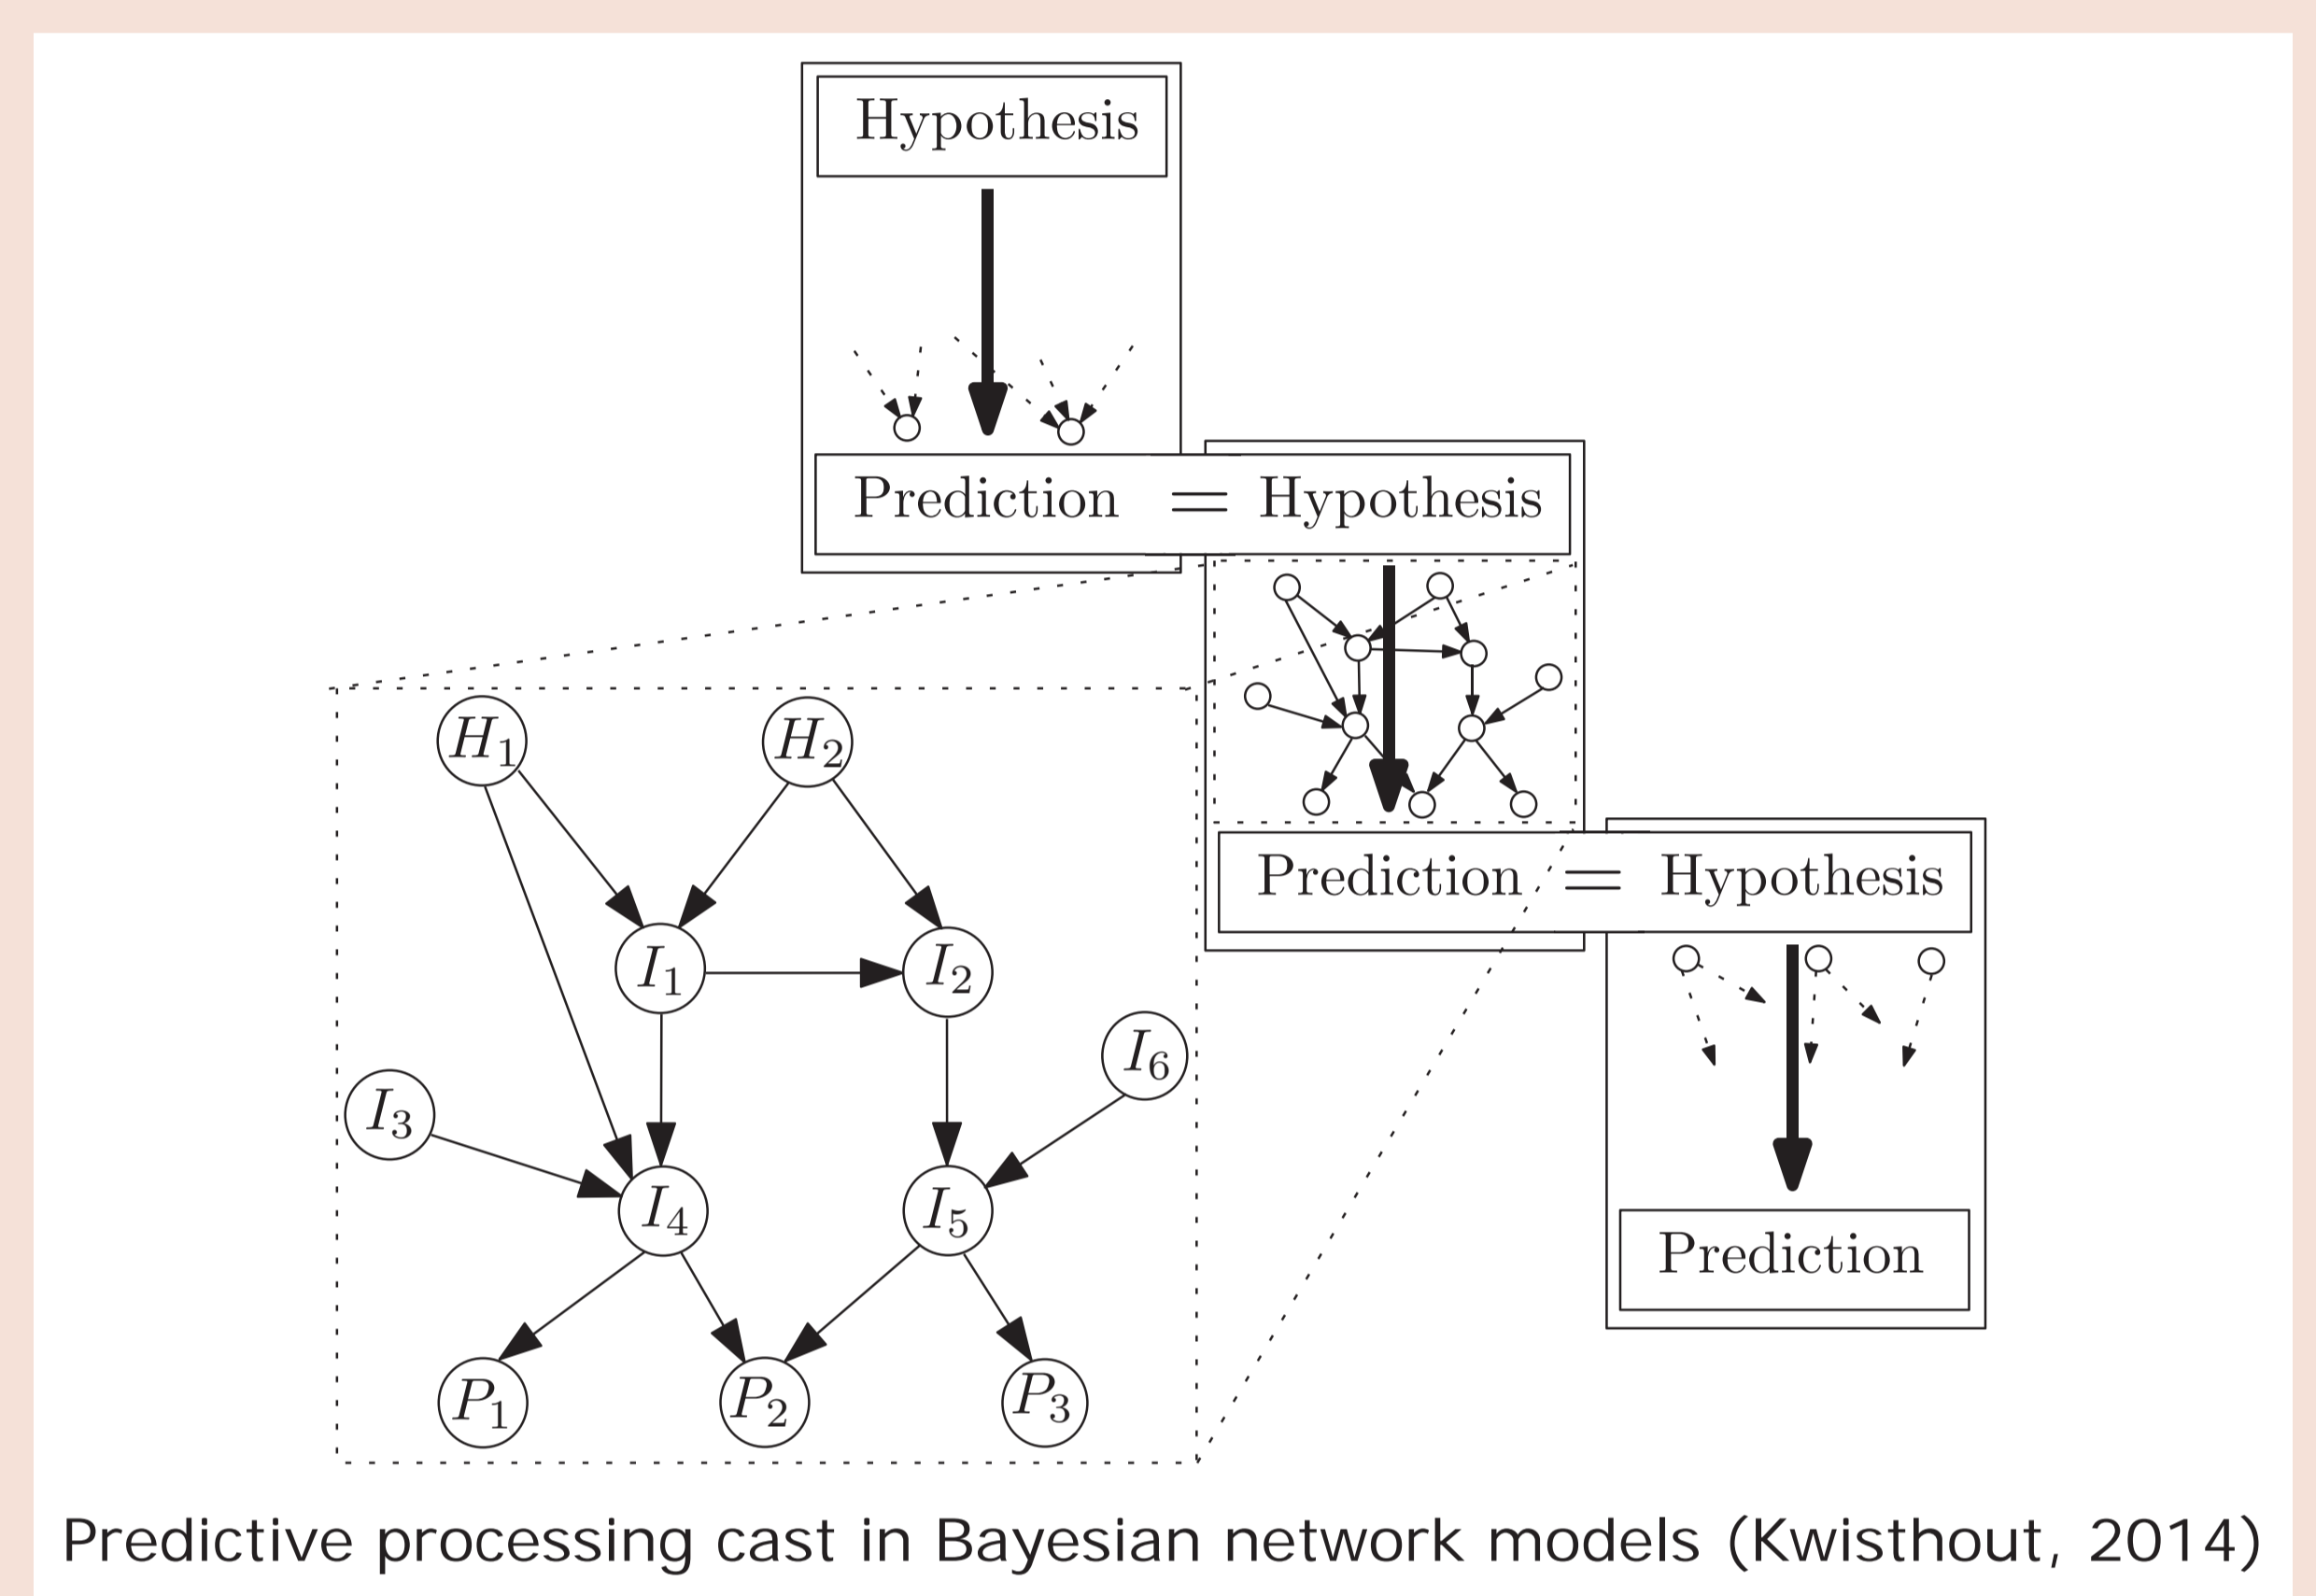 Hypothesis
Prediction = Hypothesis
H1 H2
Prediction = Hypothesis
I1 I2
I6
I3
I4 I5
Prediction
P1 P2 P3
Predictive processing cast in Bayesian network models (Kwisthout, 2014)